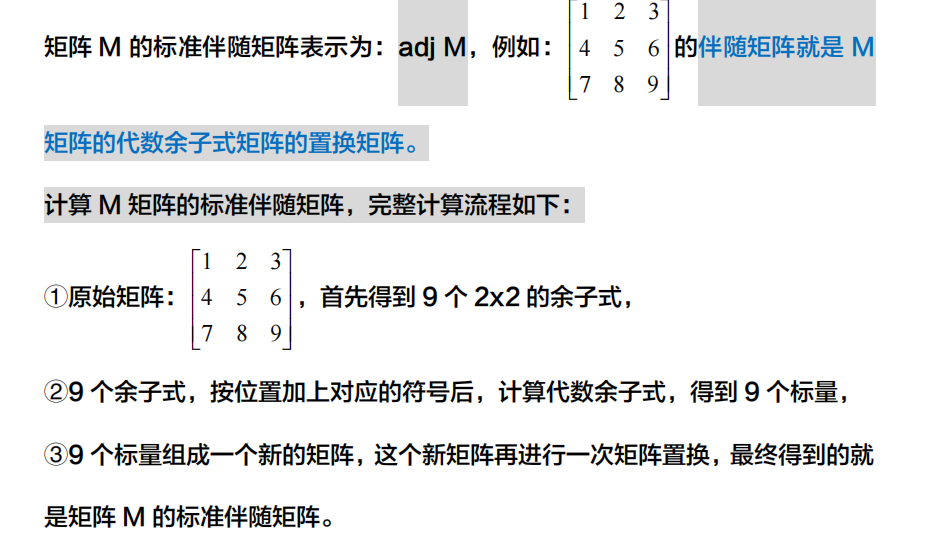 矩阵 M 的标准伴随矩阵表示为：adj M，例如：[1 2 3; 4 5 6; 7 8 9] 的伴随矩阵就是 M
矩阵的代数余子式矩阵的置换矩阵。
计算 M 矩阵的标准伴随矩阵，完整计算流程如下：
①原始矩阵：[1 2 3; 4 5 6; 7 8 9]，首先得到 9 个 2x2 的余子式，
②9 个余子式，按位置加上对应的符号后，计算代数余子式，得到 9 个标量，
③9 个标量组成一个新的矩阵，这个新矩阵再进行一次矩阵置换，最终得到的就
是矩阵 M 的标准伴随矩阵。